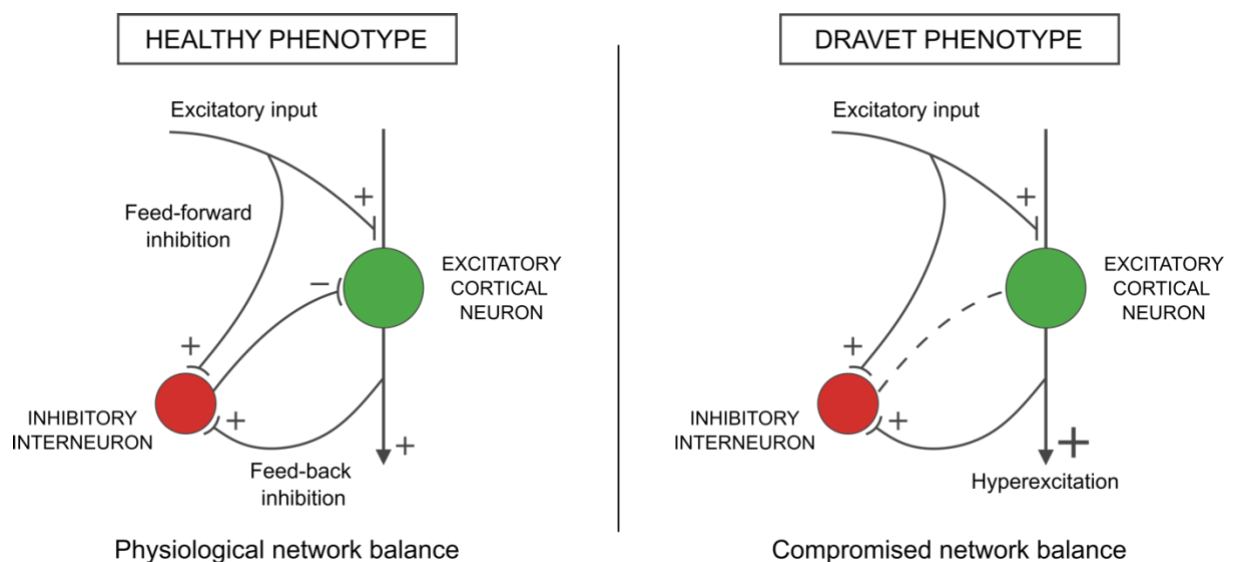 HEALTHY PHENOTYPE
Excitatory input
+
Feed-forward
inhibition
−
EXCITATORY
CORTICAL
NEURON
+
INHIBITORY
INTERNEURON
+
+
Feed-back
inhibition
Physiological network balance
DRAVET PHENOTYPE
Excitatory input
+
EXCITATORY
CORTICAL
NEURON
+
INHIBITORY
INTERNEURON
+
+
Hyperexcitation
Compromised network balance